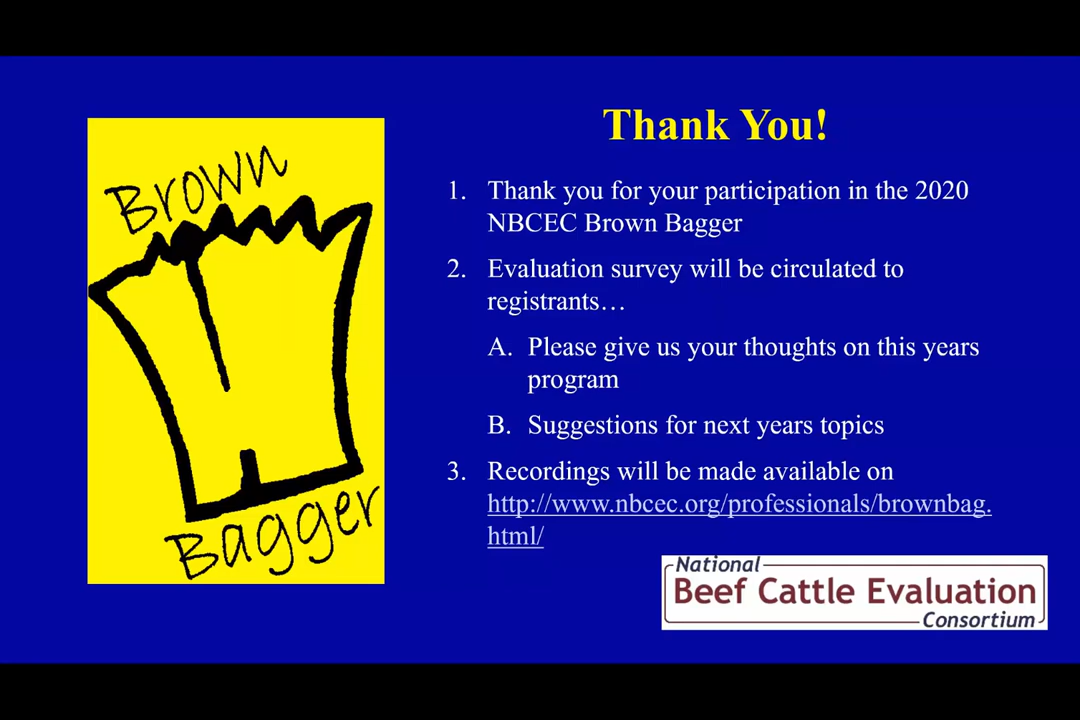 Brown
Bagger
Thank You!
1. Thank you for your participation in the 2020
NBCEC Brown Bagger
2. Evaluation survey will be circulated to
registrants…
A. Please give us your thoughts on this years
program
B. Suggestions for next years topics
3. Recordings will be made available on
http://www.nbcec.org/professionals/brownbag.
html/
National
Beef Cattle Evaluation
Consortium